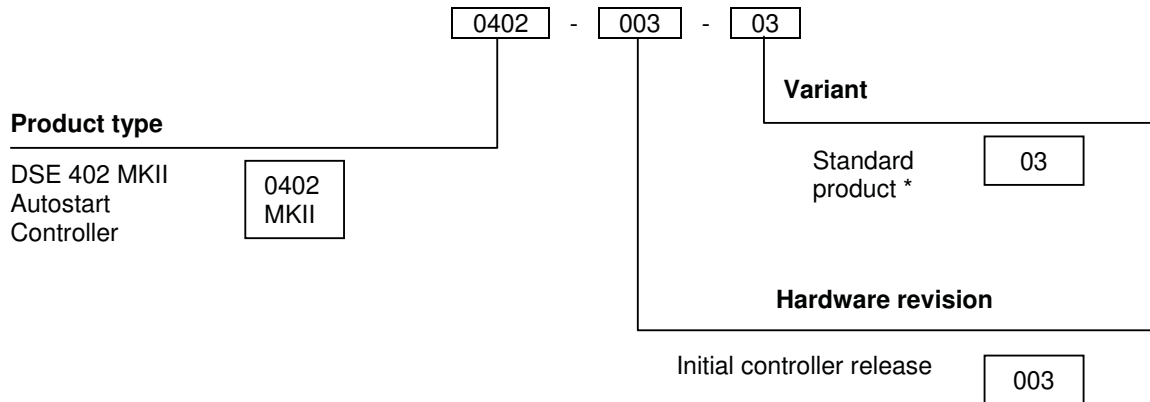 0402 - 003 - 03
Variant
Product type
Standard
product *
03
DSE 402 MKII
Autostart
Controller
0402
MKII
Hardware revision
Initial controller release
003